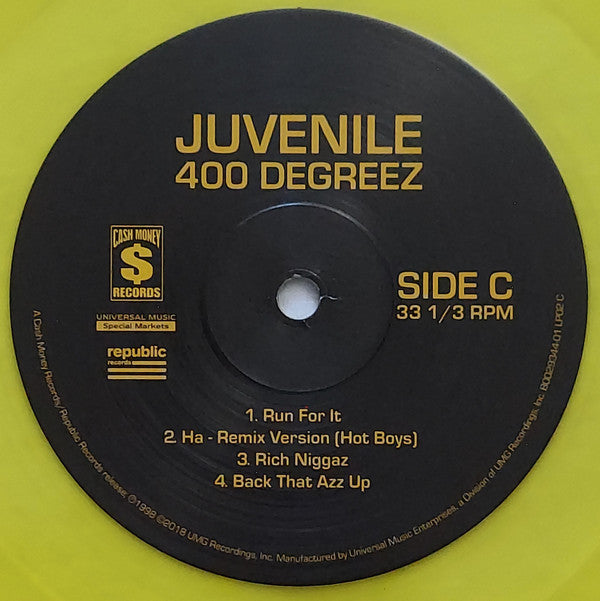 JUVENILE
400 DEGREEZ
CASH MONEY
$
RECORDS
UNIVERSAL MUSIC
Special Markets
republic
records
SIDE C
33 1/3 RPM
1. Run For It
2. Ha - Remix Version (Hot Boys)
3. Rich Niggaz
4. Back That Azz Up
A Cash Money Records/Republic Records release; ℗1998 ©2018 UMG Recordings, Inc. Manufactured by Universal Music Enterprises, a Division of UMG Recordings, Inc. B0029344-01 LP02 C